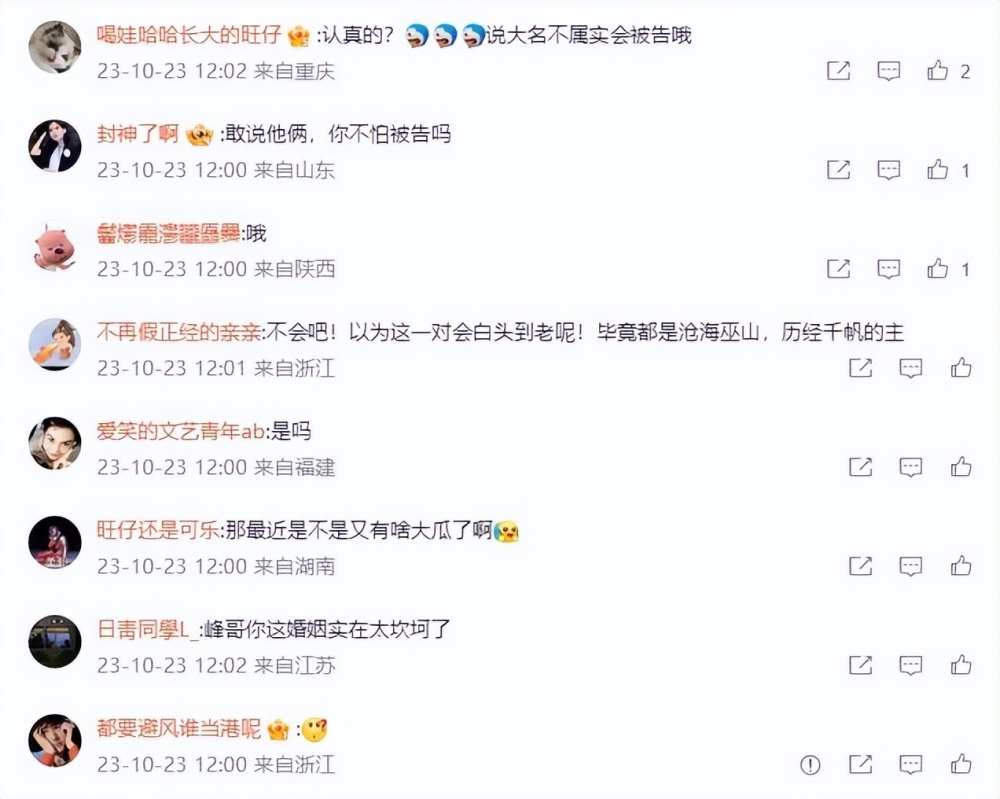 喝娃哈哈长大的旺仔 :认真的？说大名不属实会被告哦
23-10-23 12:02 来自重庆
2
封神了啊 :敢说他俩，你不怕被告吗
23-10-23 12:00 来自山东
1
:哦
23-10-23 12:00 来自陕西
1
不再假正经的亲亲:不会吧！以为这一对会白头到老呢！毕竟都是沧海巫山，历经千帆的主
23-10-23 12:01 来自浙江
爱笑的文艺青年ab:是吗
23-10-23 12:00 来自福建
旺仔还是可乐:那最近是不是又有啥大瓜了啊
23-10-23 12:00 来自湖南
日青同學L_:峰哥你这婚姻实在太坎坷了
23-10-23 12:02 来自江苏
都要避风谁当港呢 :
23-10-23 12:00 来自浙江